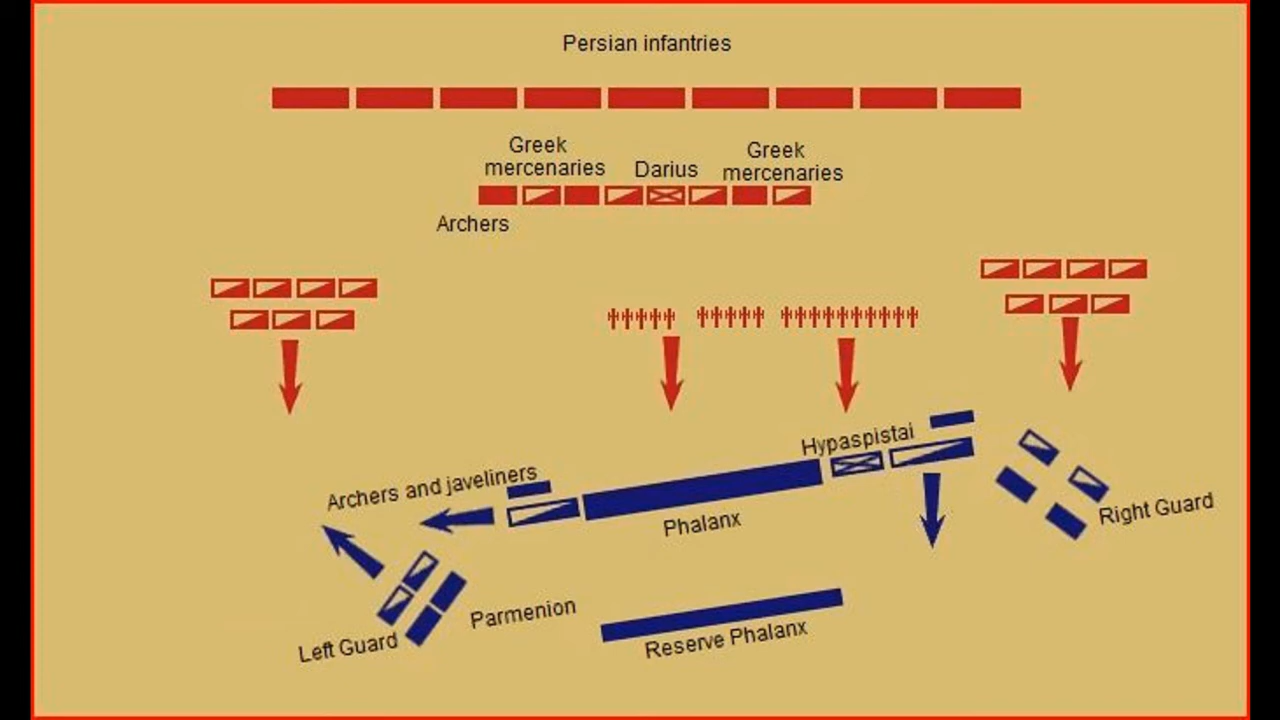 Persian infantries
Greek
mercenaries
Darius
Greek
mercenaries
Archers
Hypaspistai
Archers and javeliners
Phalanx
Right Guard
Parmenion
Left Guard
Reserve Phalanx